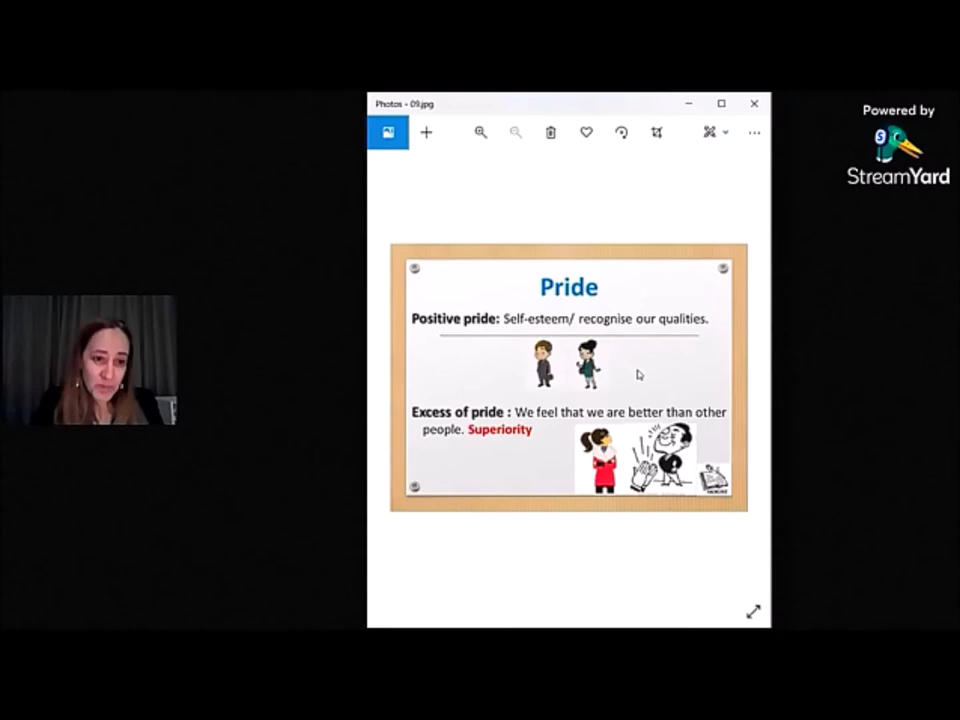 Photos - 09.jpg
Powered by
S
StreamYard
Pride
Positive pride: Self-esteem/ recognise our qualities.
Excess of pride : We feel that we are better than other
people. Superiority